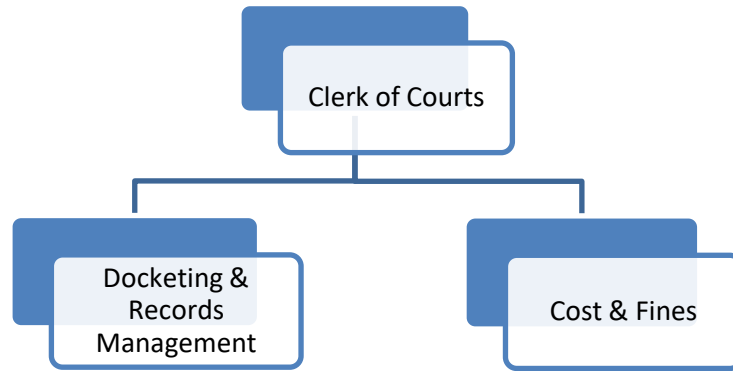 Clerk of Courts
Docketing &
Records
Management
Cost & Fines